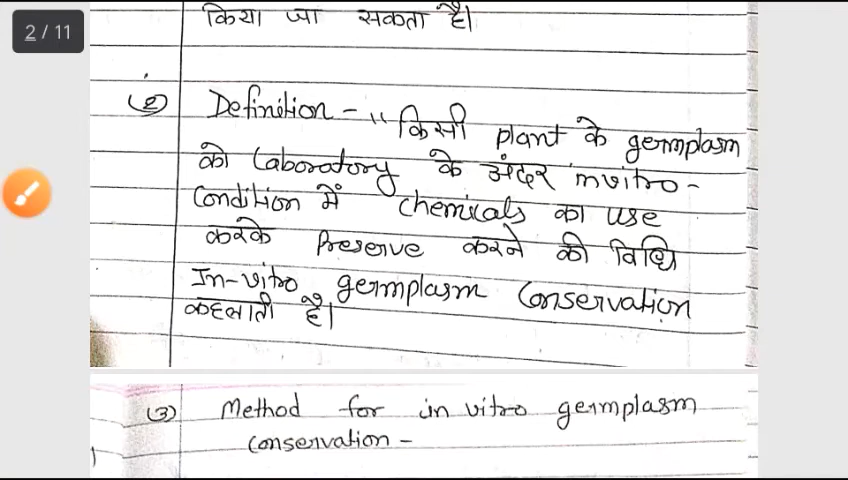 2 / 11
किया जा सकता है।
(2) Definition - " किसी plant के germplasm
को Laboratory के अंदर invitro-
Condition में chemicals का use
करके Preserve करने की विधि
In-vitro germplasm Conservation
कहलाती है।
(3) Method for in vitro germplasm
Conservation -